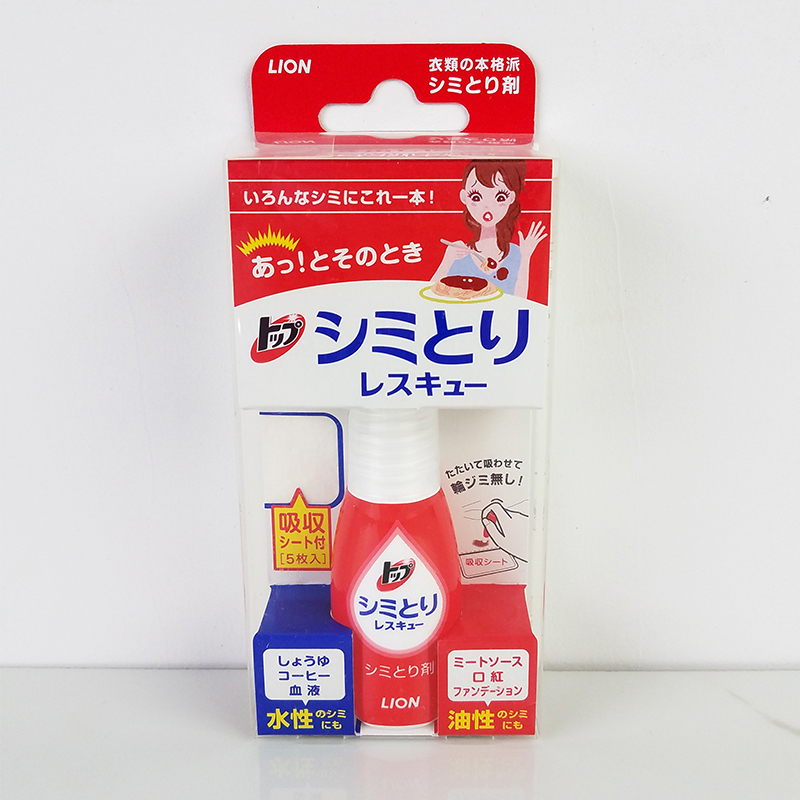 LION
衣類の本格派
シミとり剤
いろんなシミにこれ一本!
あっ!とそのとき
トップ
シミとり
レスキュー
たたいて吸わせて
輪ジミ無し!
吸収
シート付
[5枚入]
吸収シート
トップ
シミとり
レスキュー
シミとり剤
LION
しょうゆ
コーヒー
血液
水性のシミにも
ミートソース
口紅
ファンデーション
油性のシミにも